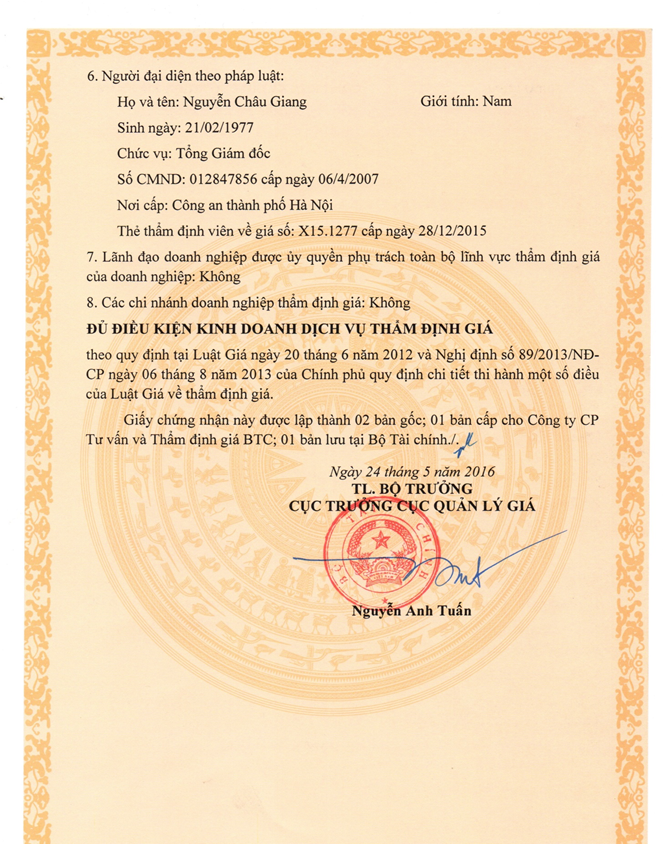 6. Người đại diện theo pháp luật:
Họ và tên: Nguyễn Châu Giang Giới tính: Nam
Sinh ngày: 21/02/1977
Chức vụ: Tổng Giám đốc
Số CMND: 012847856 cấp ngày 06/4/2007
Nơi cấp: Công an thành phố Hà Nội
Thẻ thẩm định viên về giá số: X15.1277 cấp ngày 28/12/2015
7. Lãnh đạo doanh nghiệp được ủy quyền phụ trách toàn bộ lĩnh vực thẩm định giá
của doanh nghiệp: Không
8. Các chi nhánh doanh nghiệp thẩm định giá: Không
ĐỦ ĐIỀU KIỆN KINH DOANH DỊCH VỤ THẨM ĐỊNH GIÁ
theo quy định tại Luật Giá ngày 20 tháng 6 năm 2012 và Nghị định số 89/2013/NĐ-
CP ngày 06 tháng 8 năm 2013 của Chính phủ quy định chi tiết thi hành một số điều
của Luật Giá về thẩm định giá.
Giấy chứng nhận này được lập thành 02 bản gốc; 01 bản cấp cho Công ty CP
Tư vấn và Thẩm định giá BTC; 01 bản lưu tại Bộ Tài chính./.
Ngày 24 tháng 5 năm 2016
TL. BỘ TRƯỞNG
CỤC TRƯỞNG CỤC QUẢN LÝ GIÁ
BỘ TÀI CHÍNH
Nguyễn Anh Tuấn